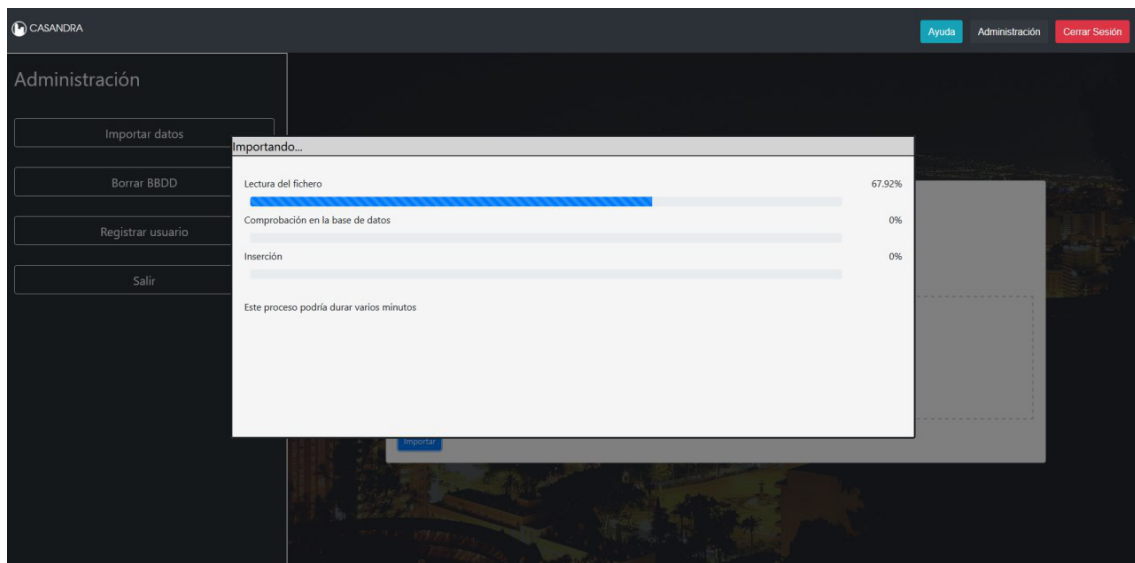 CASANDRA
Ayuda
Administración
Cerrar Sesión
Administración
Importar datos
Borrar BBDD
Registrar usuario
Salir
Importando...
Lectura del fichero 67.92%
Comprobación en la base de datos 0%
Inserción 0%
Este proceso podría durar varios minutos
Importar